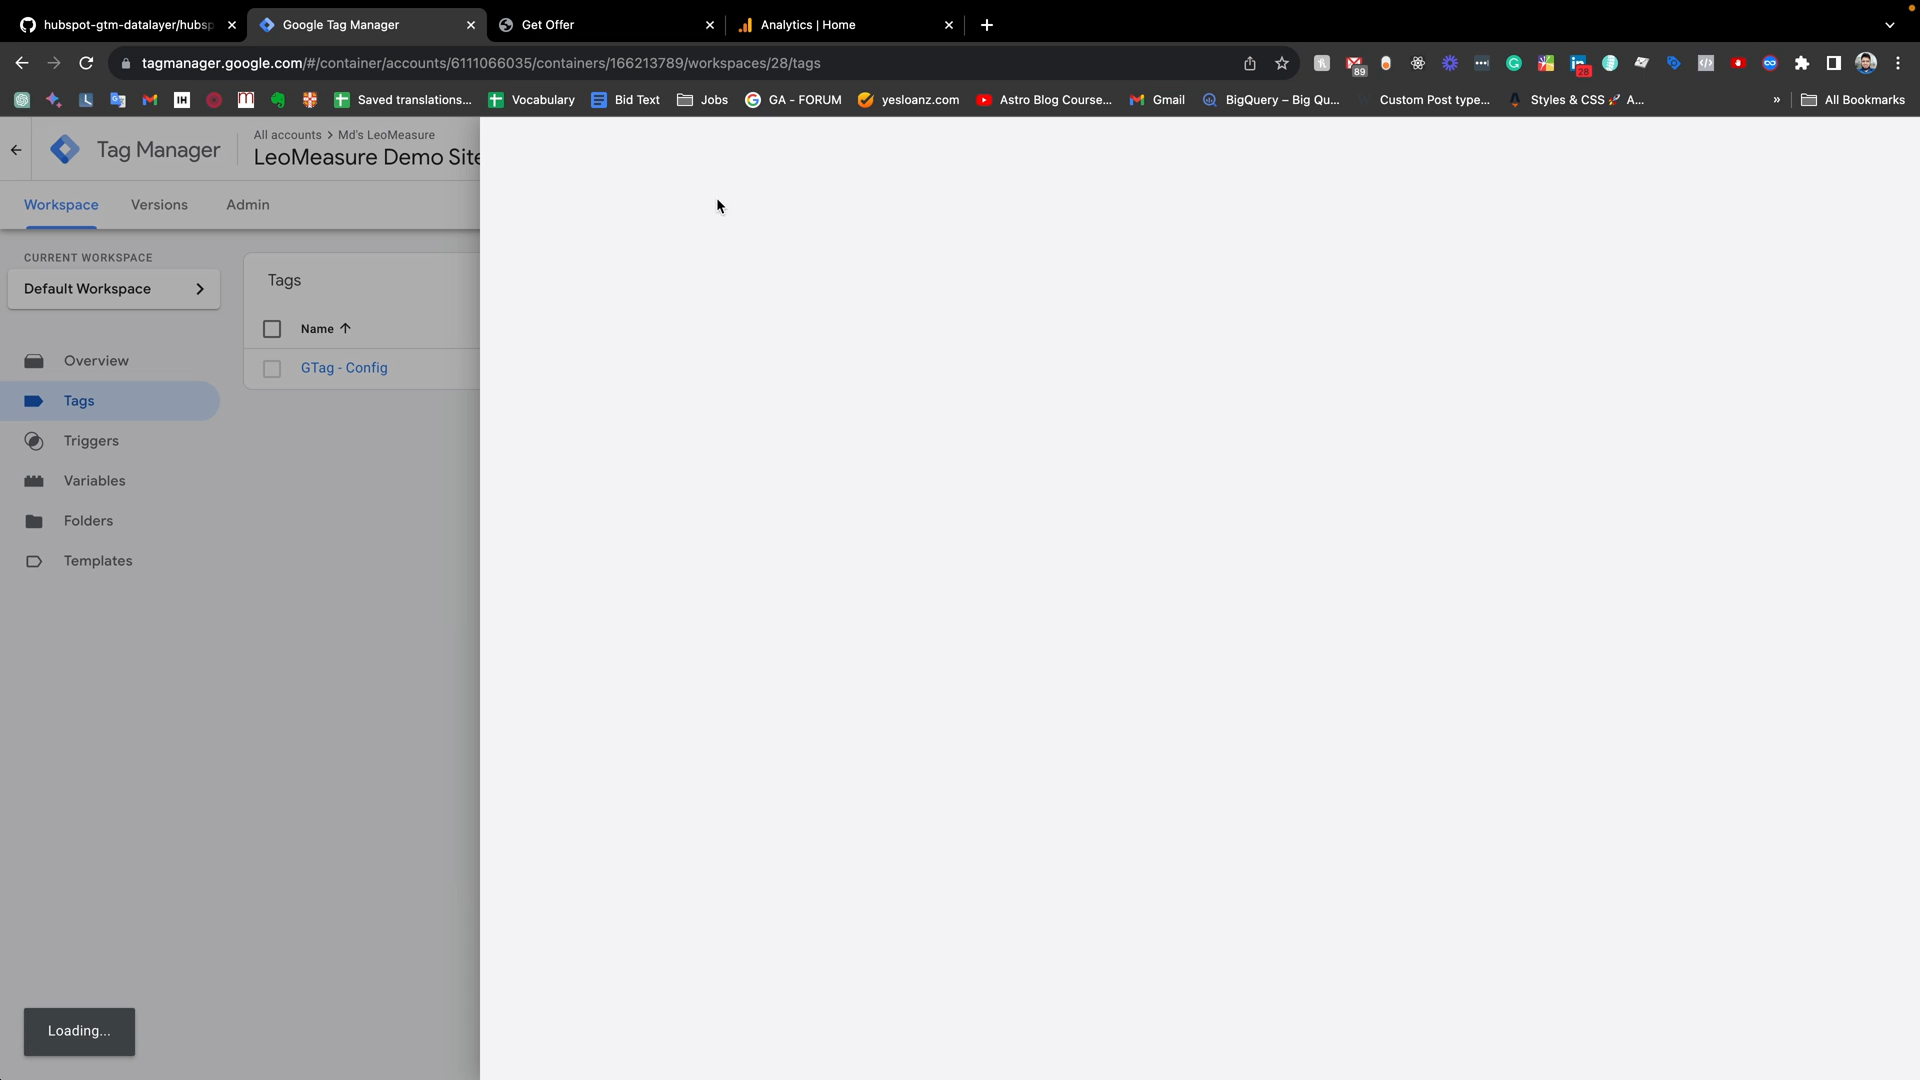 hubspot-gtm-datalayer/hubsp
Google Tag Manager
Get Offer
Analytics | Home
tagmanager.google.com/#/container/accounts/6111066035/containers/166213789/workspaces/28/tags
89
28
IH
Saved translations...
Vocabulary
Bid Text
Jobs
GA - FORUM
yesloanz.com
Astro Blog Course...
Gmail
BigQuery – Big Qu...
Custom Post type...
Styles & CSS 🚀 A...
»
All Bookmarks
Tag Manager
All accounts > Md's LeoMeasure
LeoMeasure Demo Site
Workspace
Versions
Admin
CURRENT WORKSPACE
Default Workspace
Overview
Tags
Triggers
Variables
Folders
Templates
Tags
Name
GTag - Config
Loading...